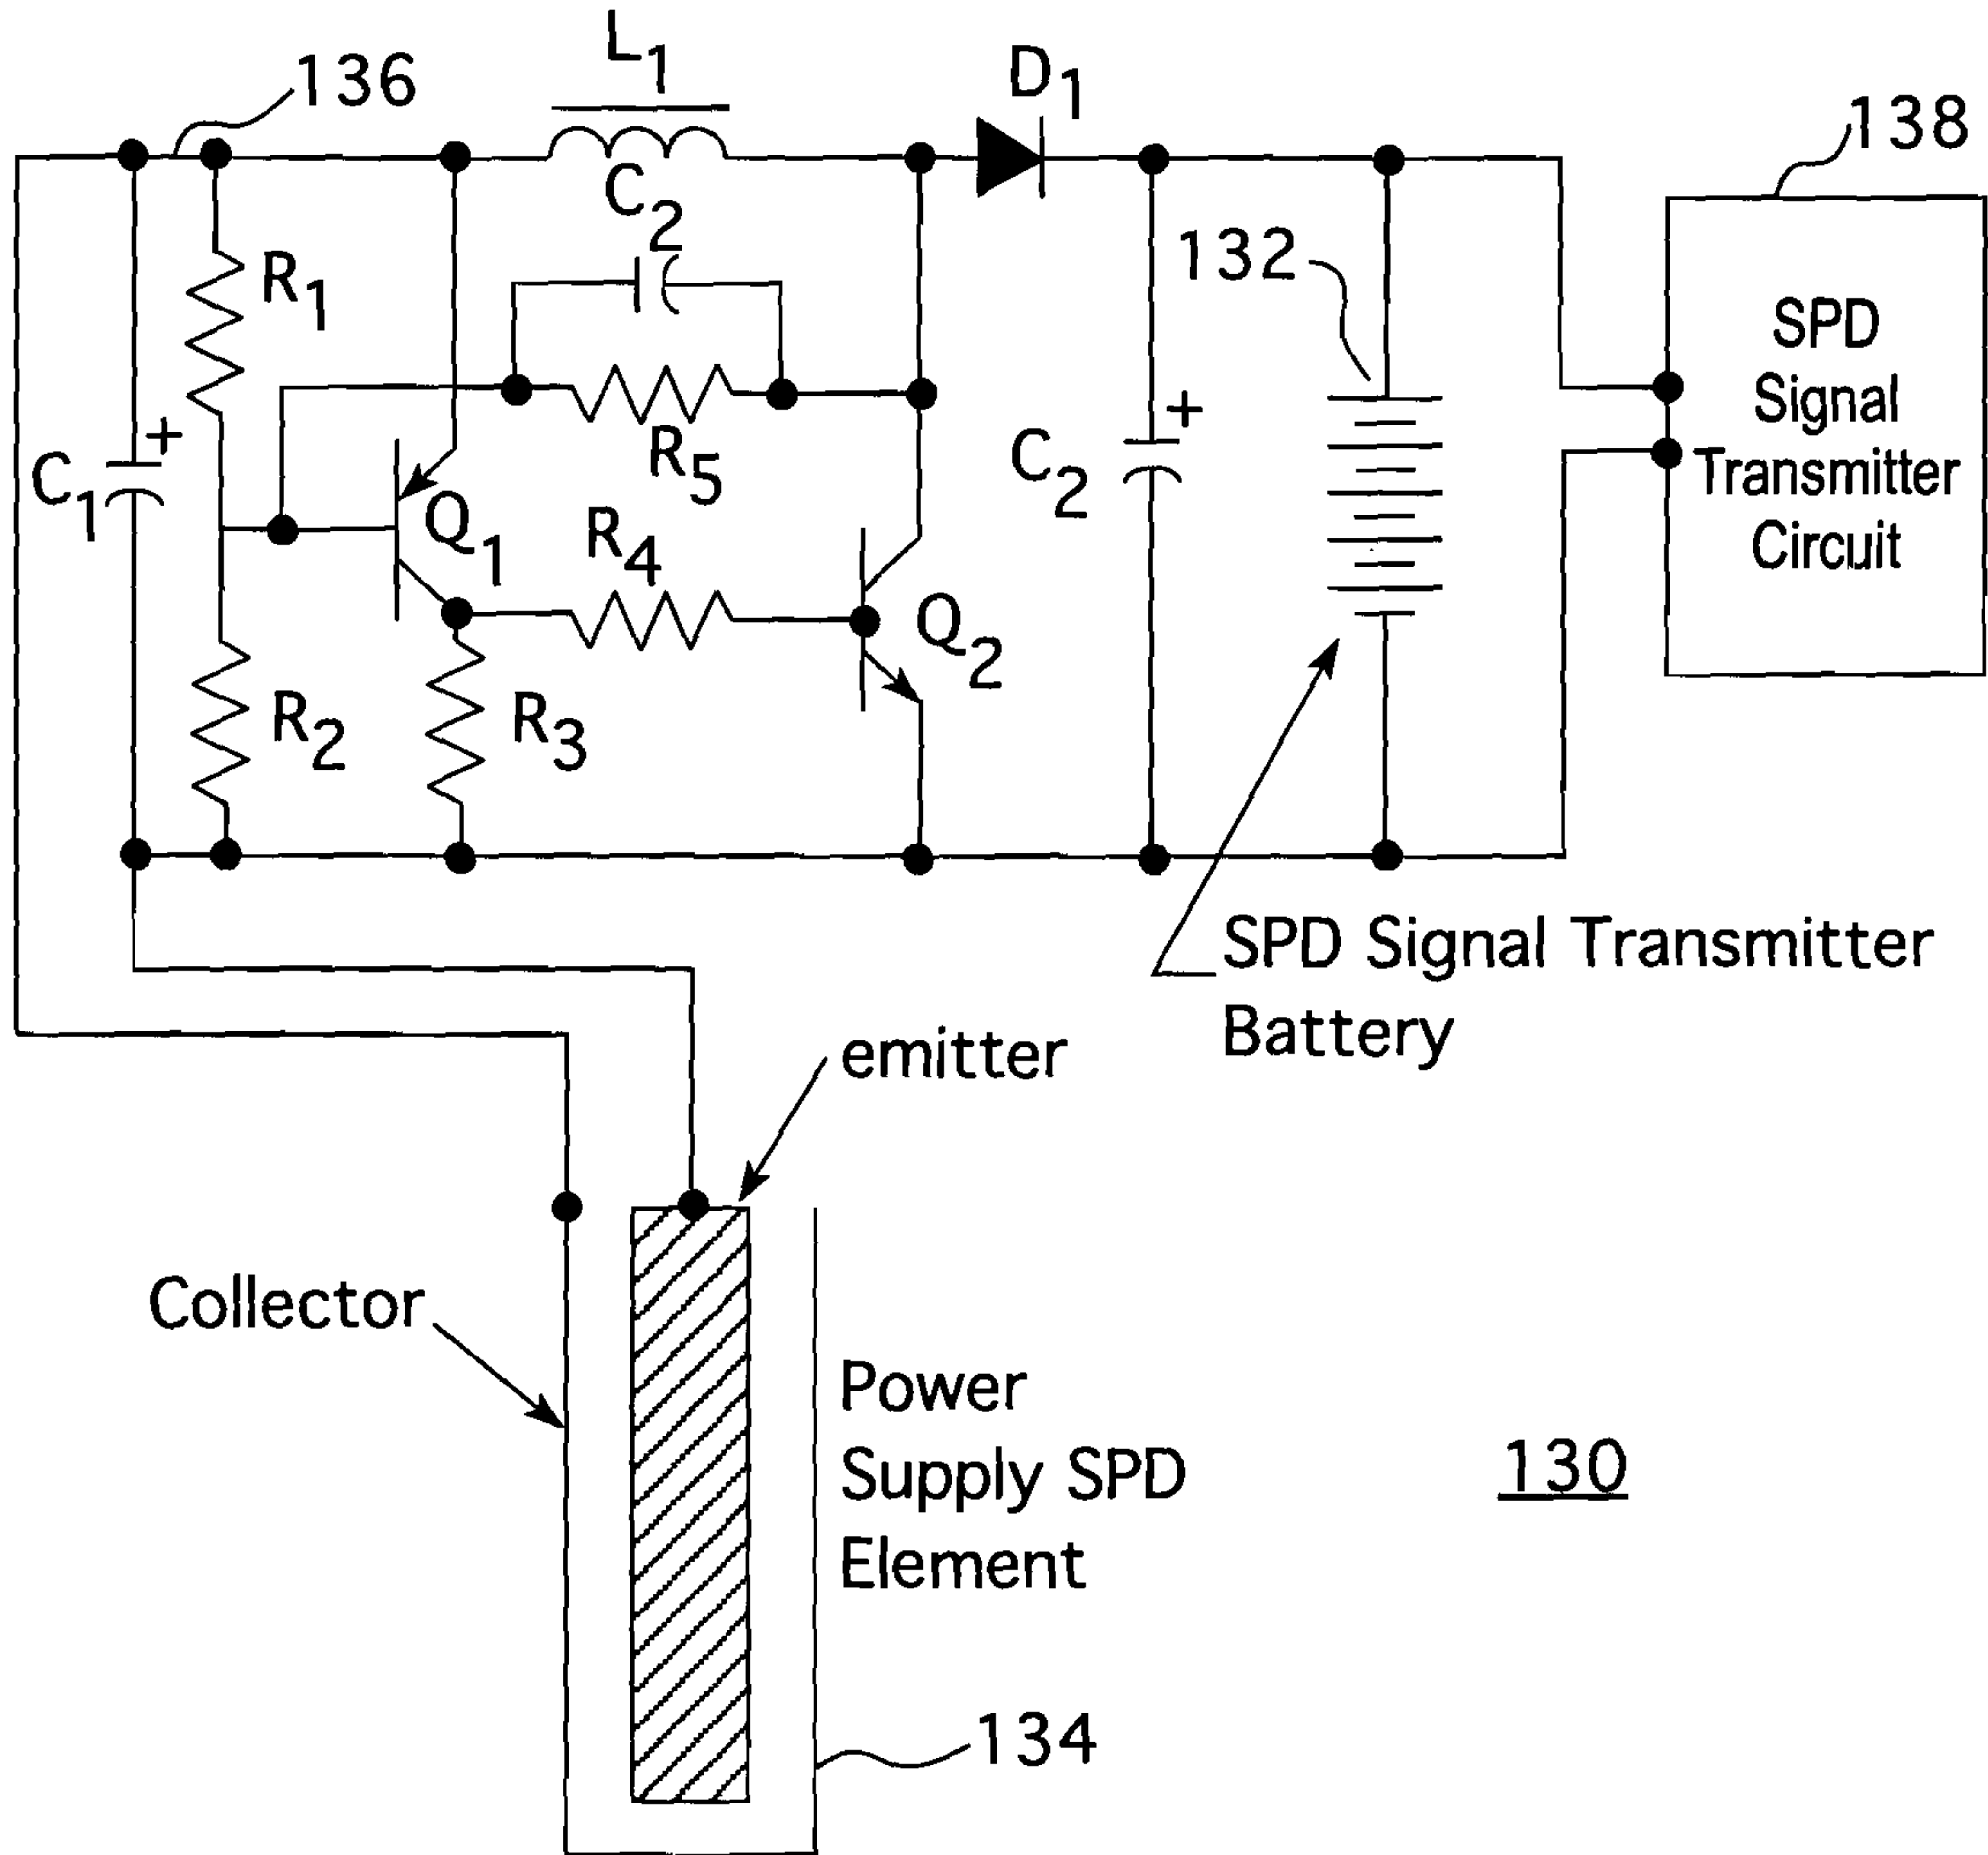 L1
136
D1
138
C2
R1
132
SPD
Signal
Transmitter
Circuit
+
C1
R5
+
C2
Q1
R4
Q2
R2
R3
SPD Signal Transmitter
Battery
emitter
Collector
Power
Supply SPD
Element
130
134